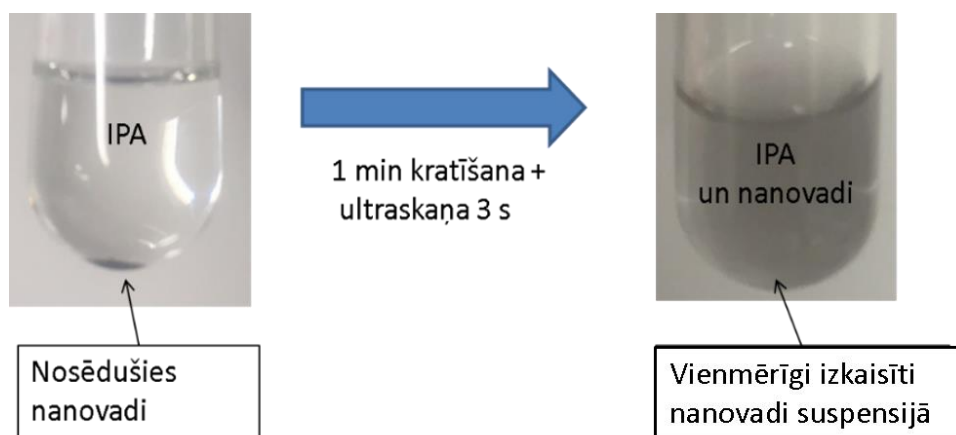 IPA
1 min kratīšana +
ultraskaņa 3 s
IPA
un nanovadi
Nosēdušies
nanovadi
Vienmērīgi izkaisīti
nanovadi suspensijā